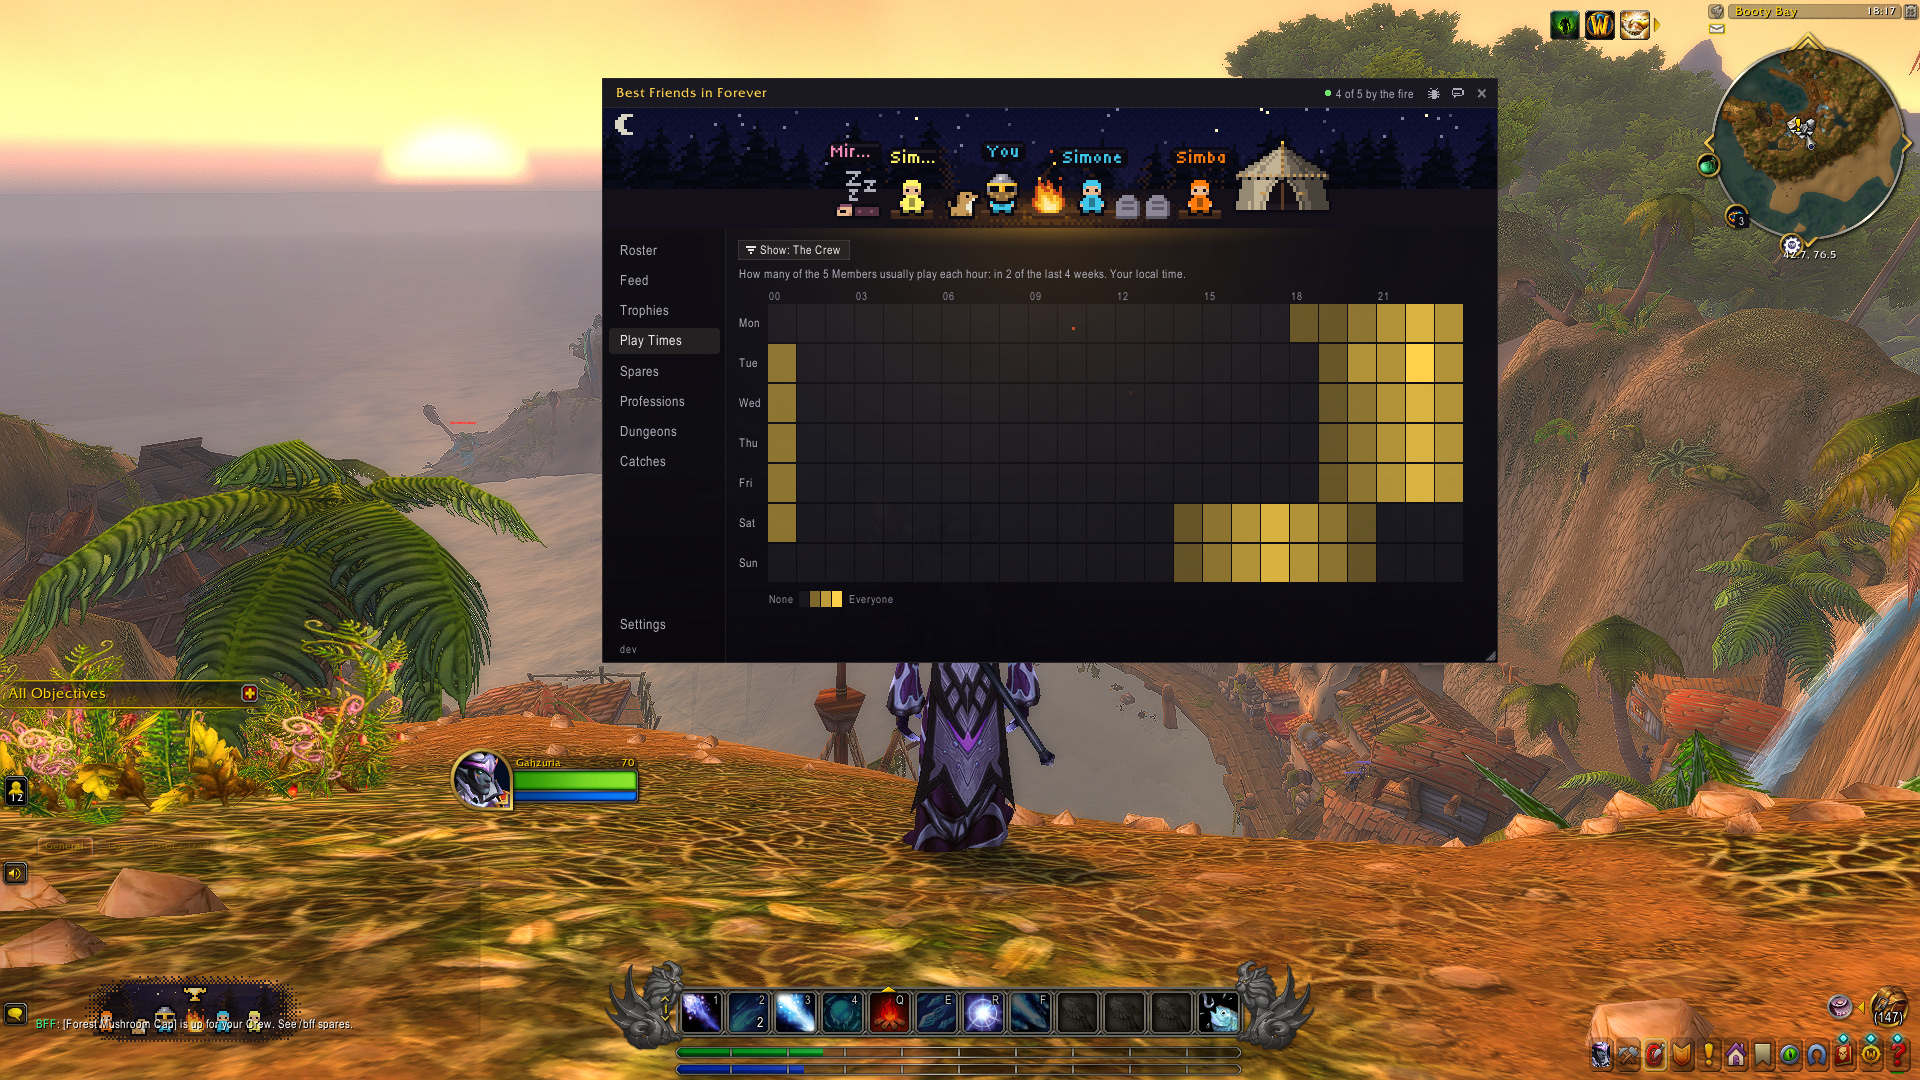 Booty Bay 18:17
Best Friends in Forever
4 of 5 by the fire
Mir...
Sim...
You
Simone
Simba
3
42.7, 76.5
Roster
Feed
Trophies
Play Times
Spares
Professions
Dungeons
Catches
Settings
dev
Show: The Crew
How many of the 5 Members usually play each hour: in 2 of the last 4 weeks. Your local time.
00 03 06 09 12 15 18 21
Mon
Tue
Wed
Thu
Fri
Sat
Sun
None Everyone
All Objectives
Gahzuria 70
12
General
BFF: [Forest Mushroom Cap] is up for your Crew. See /bff spares.
1 2 3 4 Q E R F
2
(147)